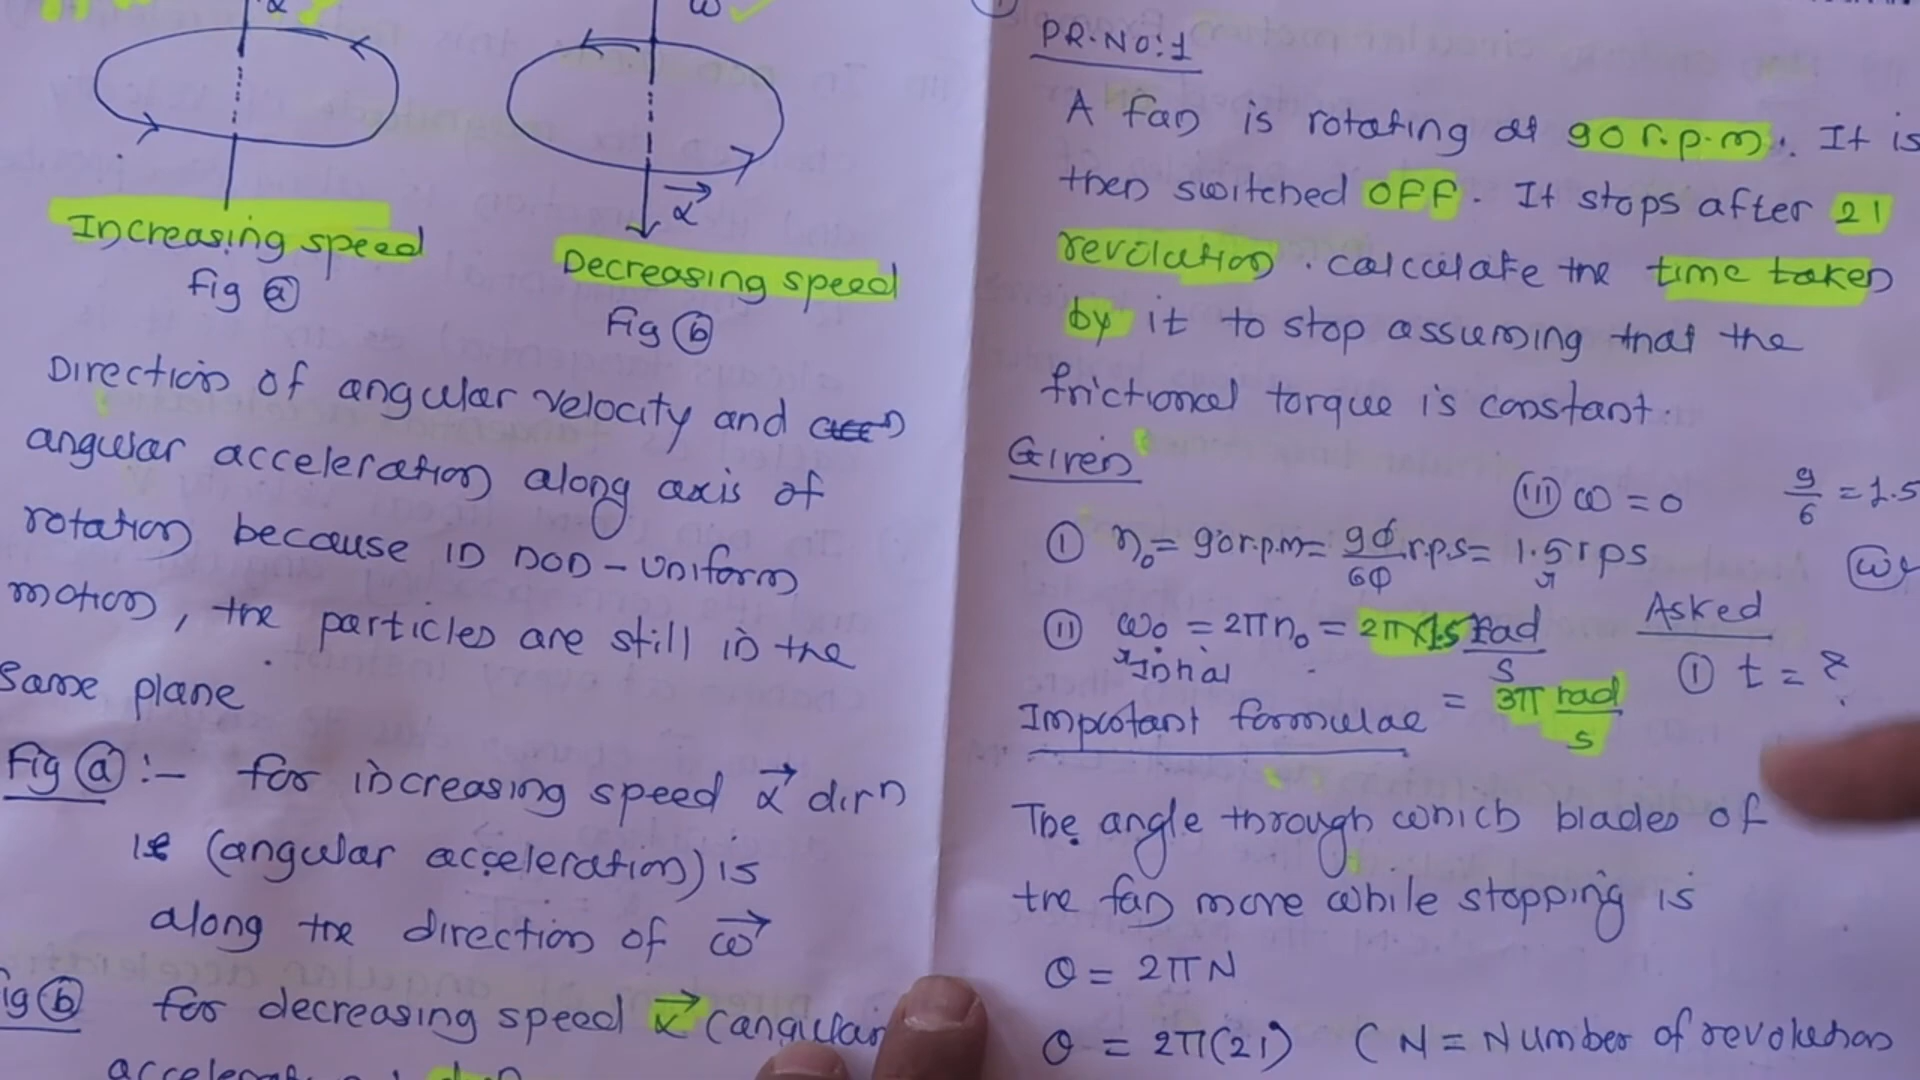 α
ω
Increasing speed
Fig ⓐ
α
Decreasing speed
Fig ⓑ
Direction of angular velocity and
angular acceleration along axis of
rotation because in non-uniform
motion, the particles are still in the
same plane
Fig ⓐ :- for increasing speed α dirn
is (angular acceleration) is
along the direction of ω
ig ⓑ for decreasing speed α (angular
PR.NO:1
A fan is rotating at 90 r.p.m. It is
then switched OFF. It stops after 21
revolution. calculate the time taken
by it to stop assuming that the
frictional torque is constant.
Given
(iii) ω = 0
9/6 = 1.5
(i) n₀ = 90 r.p.m = 90/60 r.p.s = 1.5 rps
(ii) ω₀ = 2πn₀ = 2π×1.5 rad/s
Inital
= 3π rad/s
Asked
(i) t = ?
Important formulae
The angle through which blades of
the fan move while stopping is
θ = 2πN
θ = 2π(21) (N = Number of revolutions